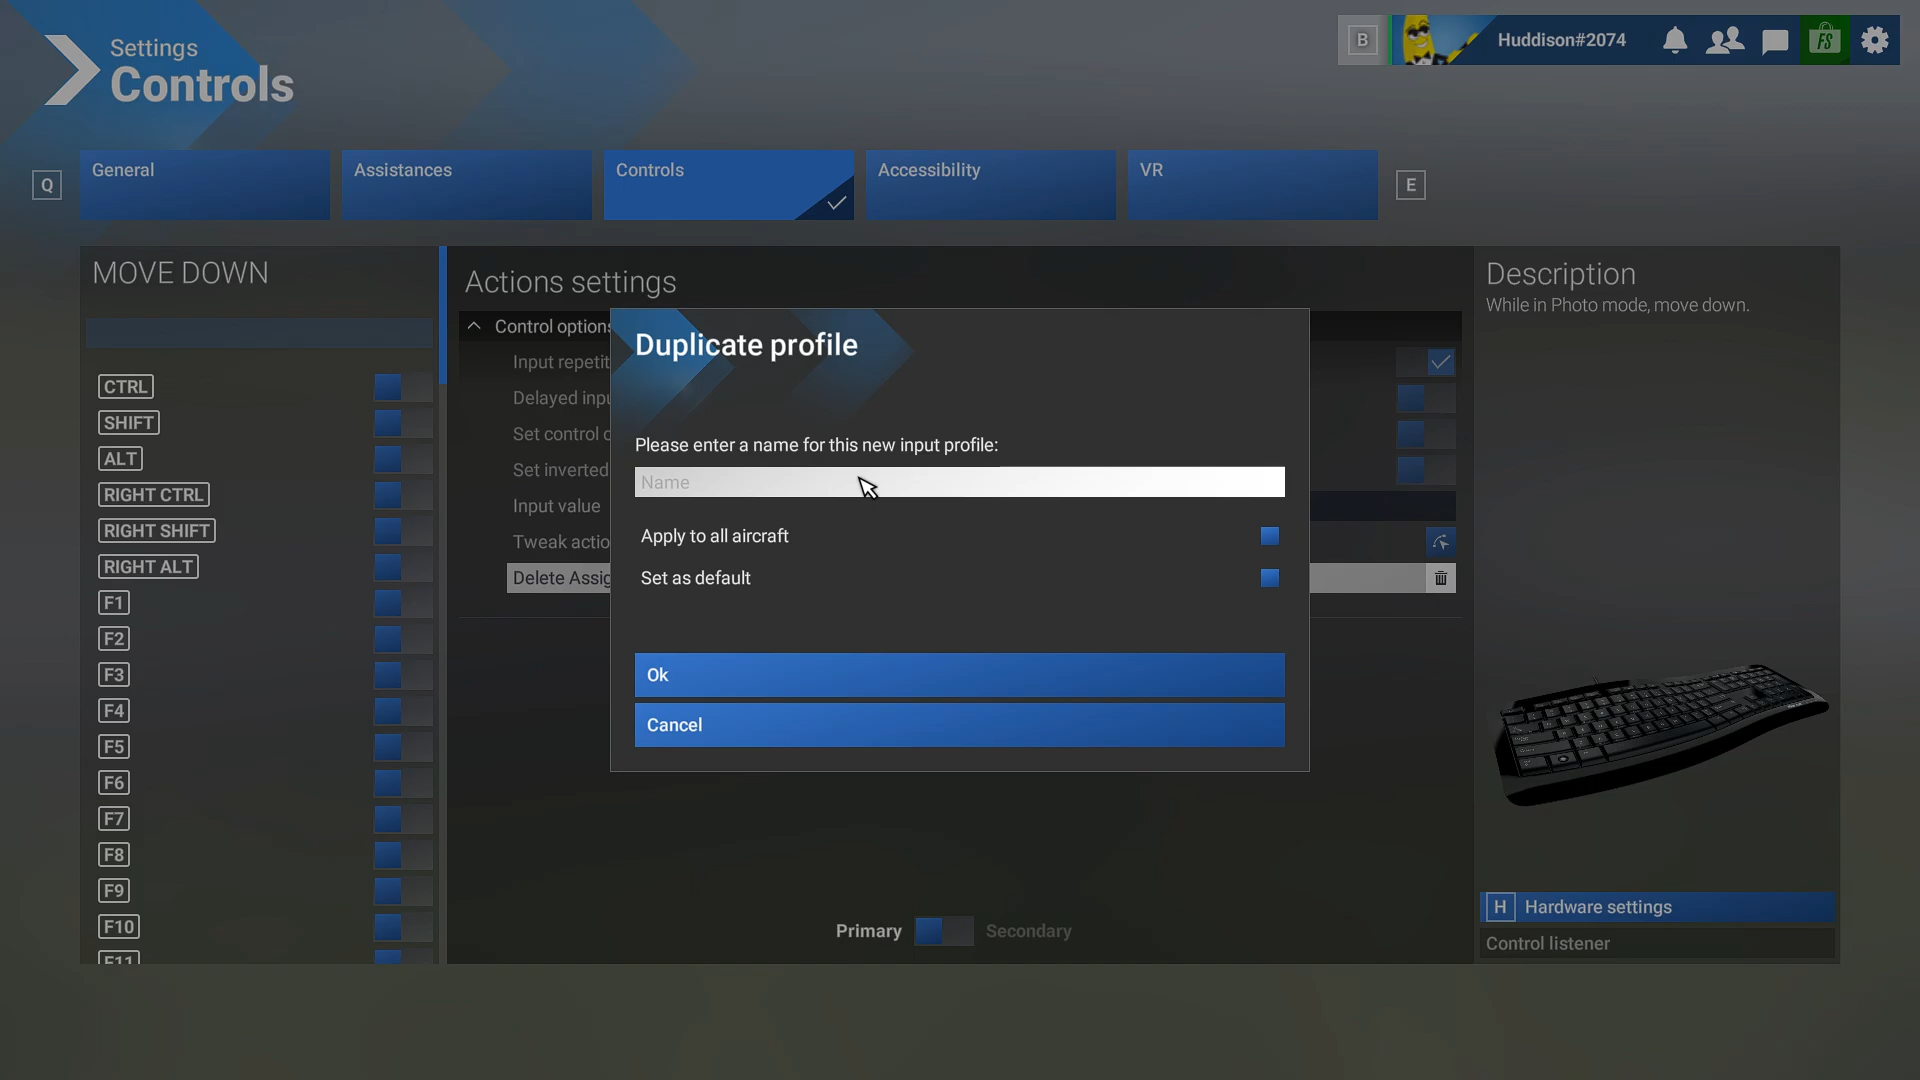 Settings
Controls
B
Huddison#2074
FS
Q
General
Assistances
Controls
Accessibility
VR
E
MOVE DOWN
CTRL
SHIFT
ALT
RIGHT CTRL
RIGHT SHIFT
RIGHT ALT
F1
F2
F3
F4
F5
F6
F7
F8
F9
F10
F11
Actions settings
Control options
Input repetit
Delayed inpu
Set control c
Set inverted
Input value
Tweak actio
Delete Assig
Duplicate profile
Please enter a name for this new input profile:
Name
Apply to all aircraft
Set as default
Ok
Cancel
Primary
Secondary
Description
While in Photo mode, move down.
H
Hardware settings
Control listener